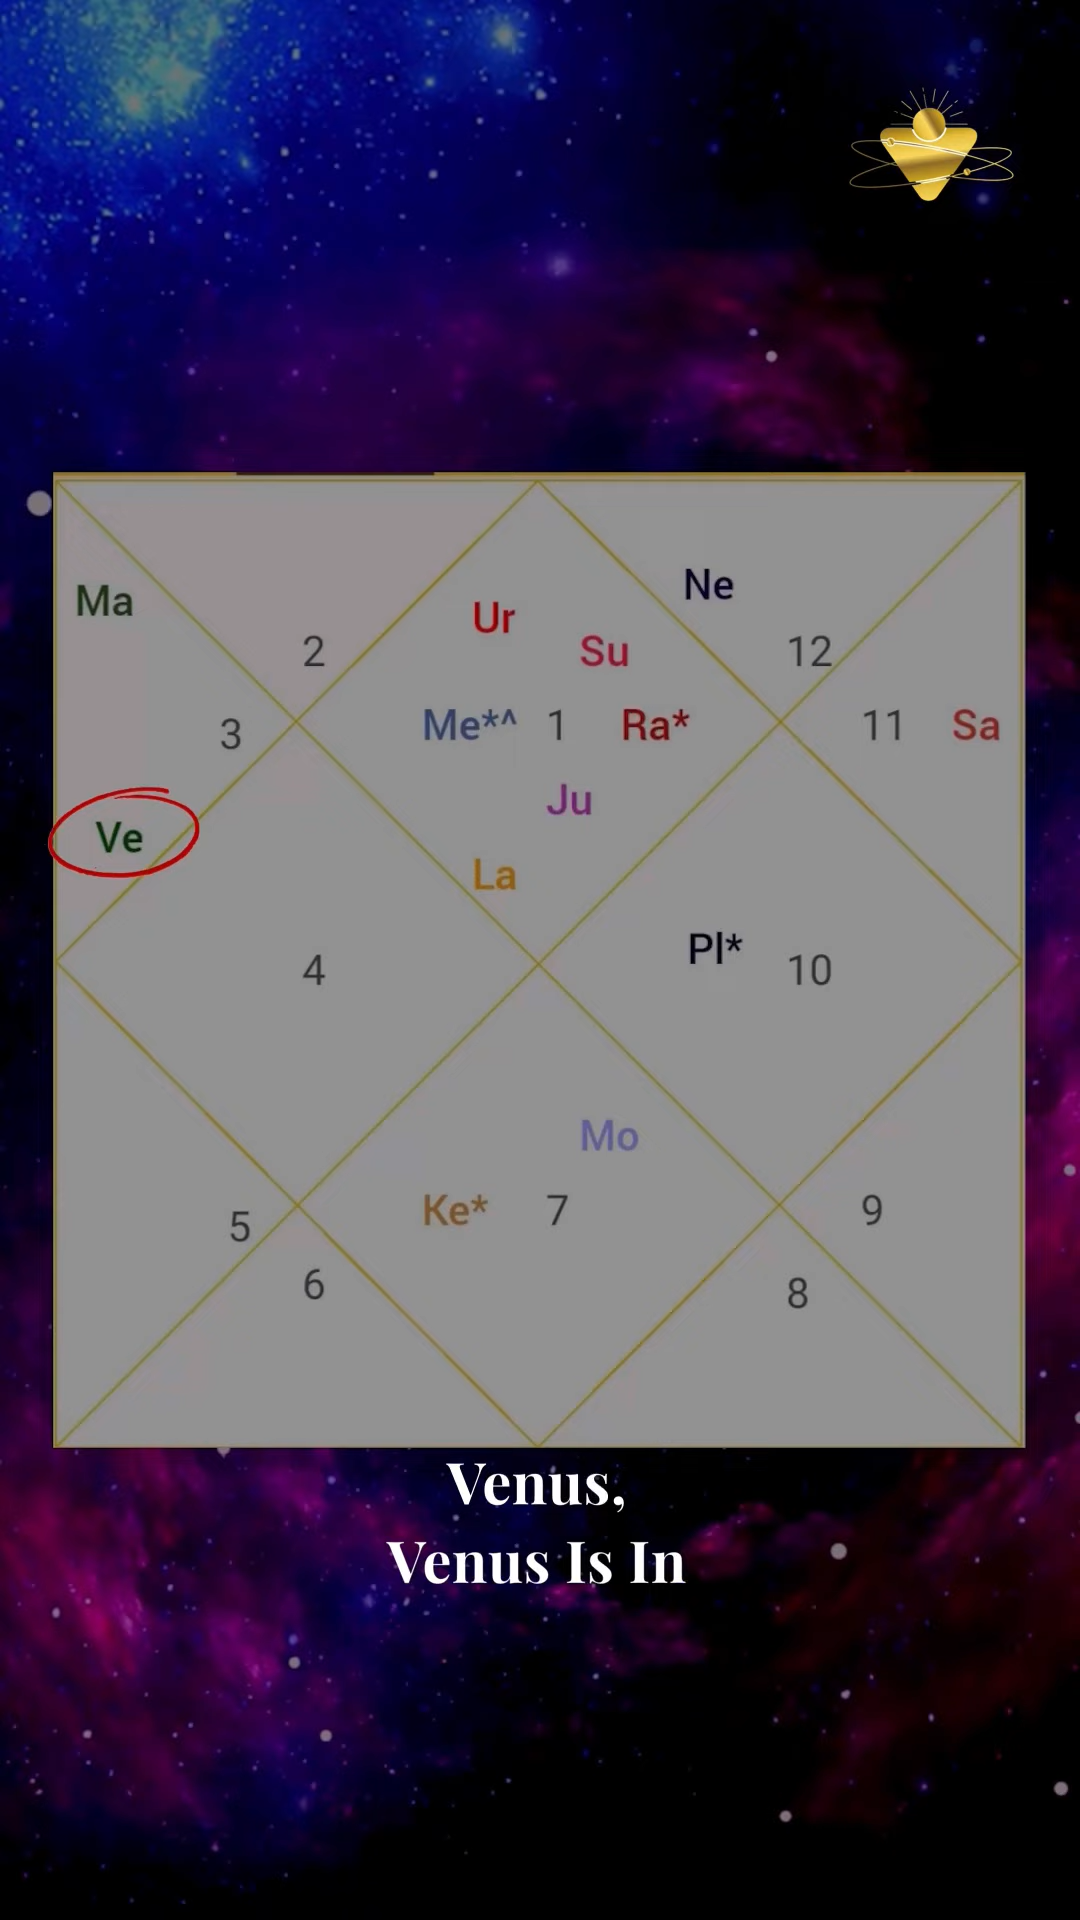 Ma
Ne
Ur
2
Su
12
3
Me*^ 1 Ra*
11 Sa
Ju
Ve
La
4
Pl* 10
Mo
5
Ke* 7
9
6
8
Venus,
Venus Is In